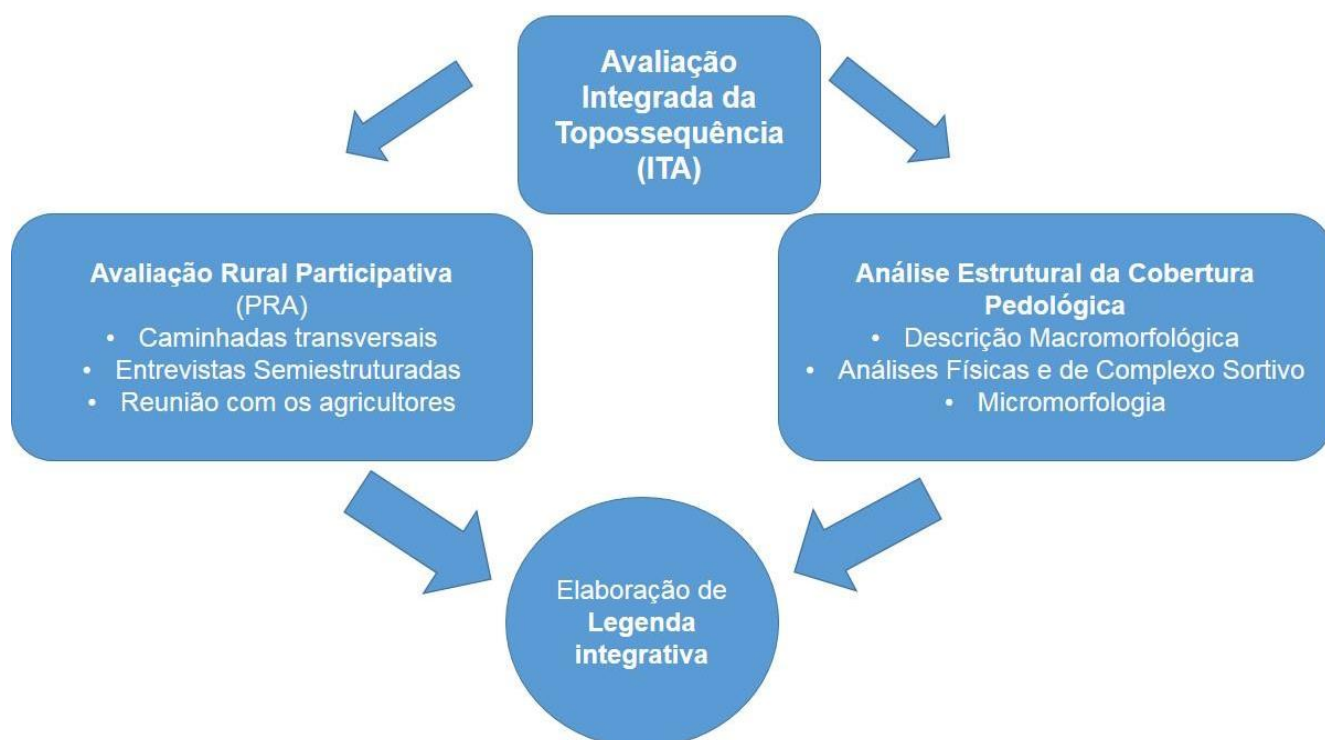 Avaliação
Integrada da
Topossequência
(ITA)
Avaliação Rural Participativa
(PRA)
• Caminhadas transversais
• Entrevistas Semiestruturadas
• Reunião com os agricultores
Análise Estrutural da Cobertura
Pedológica
• Descrição Macromorfológica
• Análises Físicas e de Complexo Sortivo
• Micromorfologia
Elaboração de
Legenda
integrativa